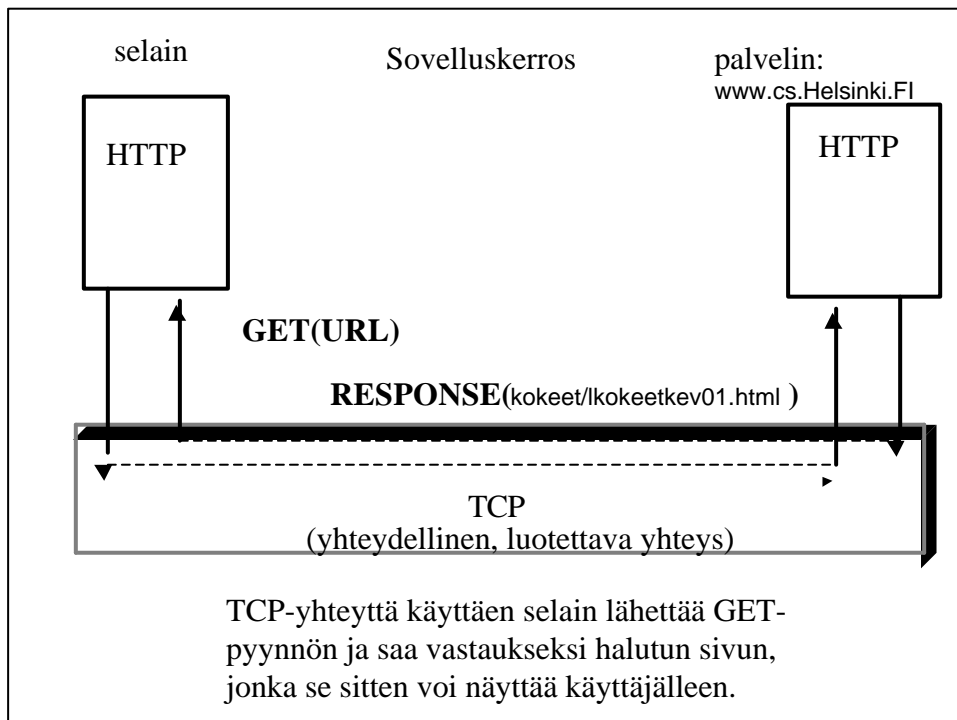 selain
Sovelluskerros
palvelin:
www.cs.Helsinki.FI
HTTP
HTTP
GET(URL)
RESPONSE(kokeet/lkokeetkev01.html )
TCP
(yhteydellinen, luotettava yhteys)
TCP-yhteyttä käyttäen selain lähettää GET-
pyynnön ja saa vastaukseksi halutun sivun,
jonka se sitten voi näyttää käyttäjälleen.